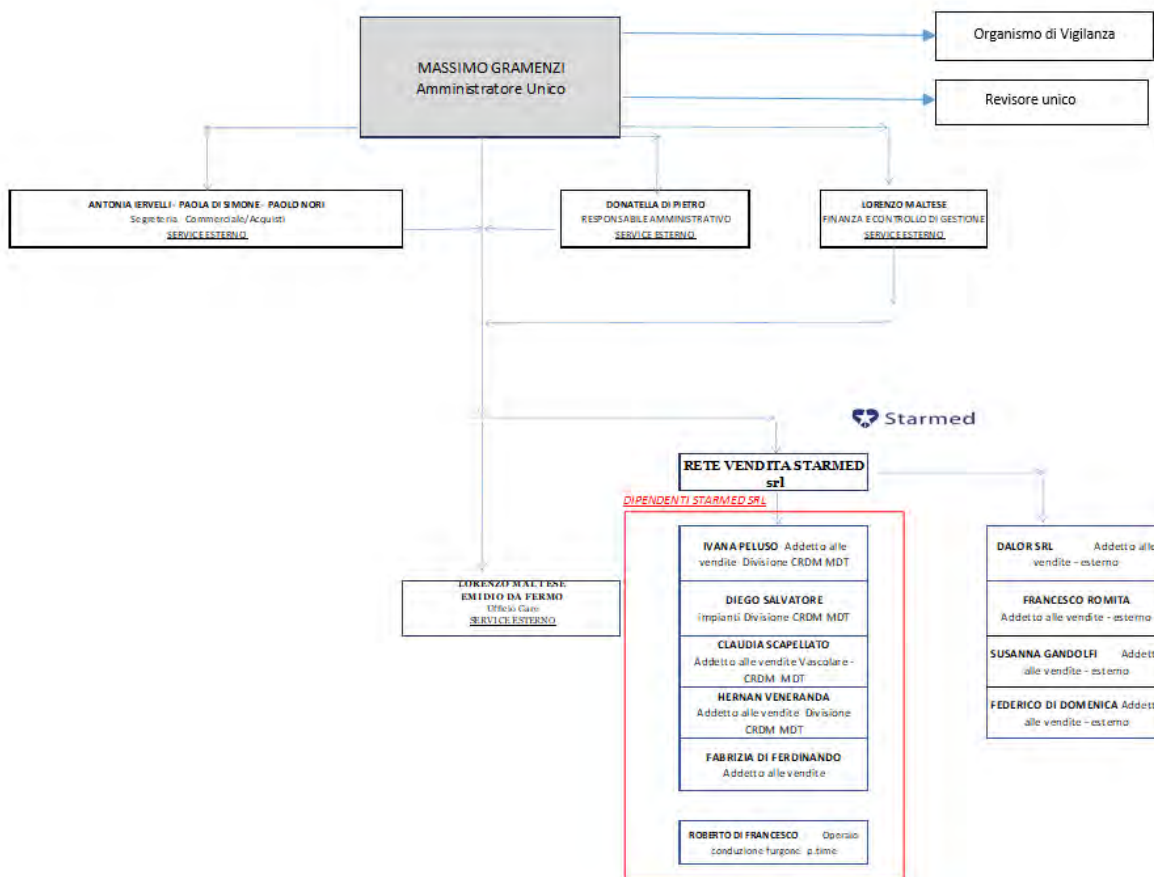 MASSIMO GRAMENZI
Amministratore Unico
Organismo di Vigilanza
Revisore unico
ANTONIA IERVELLI - PAOLA DI SIMONE - PAOLO NORI
Segreteria Commerciale/Acquisti
SERVICE ESTERNO
DONATELLA DI PIETRO
RESPONSABILE AMMINISTRATIVO
SERVICE ESTERNO
LORENZO MALTESE
FINANZA E CONTROLLO DI GESTIONE
SERVICE ESTERNO
Starmed
RETE VENDITA STARMED
srl
DIPENDENTI STARMED SRL
IVANA PELUSO Addetto alle
vendite Divisione CRDM MDT
DIEGO SALVATORE
impianti Divisione CRDM MDT
CLAUDIA SCAPELLATO
Addetto alle vendite Vascolare -
CRDM MDT
HERNAN VENERANDA
Addetto alle vendite Divisione
CRDM MDT
FABRIZIA DI FERDINANDO
Addetto alle vendite
ROBERTO DI FRANCESCO Operaio
conduzione furgone p.time
DALOR SRL Addetto alle
vendite - esterno
FRANCESCO ROMITA
Addetto alle vendite - esterno
SUSANNA GANDOLFI Addett
alle vendite - esterno
FEDERICO DI DOMENICA Addett
alle vendite - esterno
LORENZO MALTESE
EMIDIO DA FERMO
Ufficio Gare
SERVICE ESTERNO